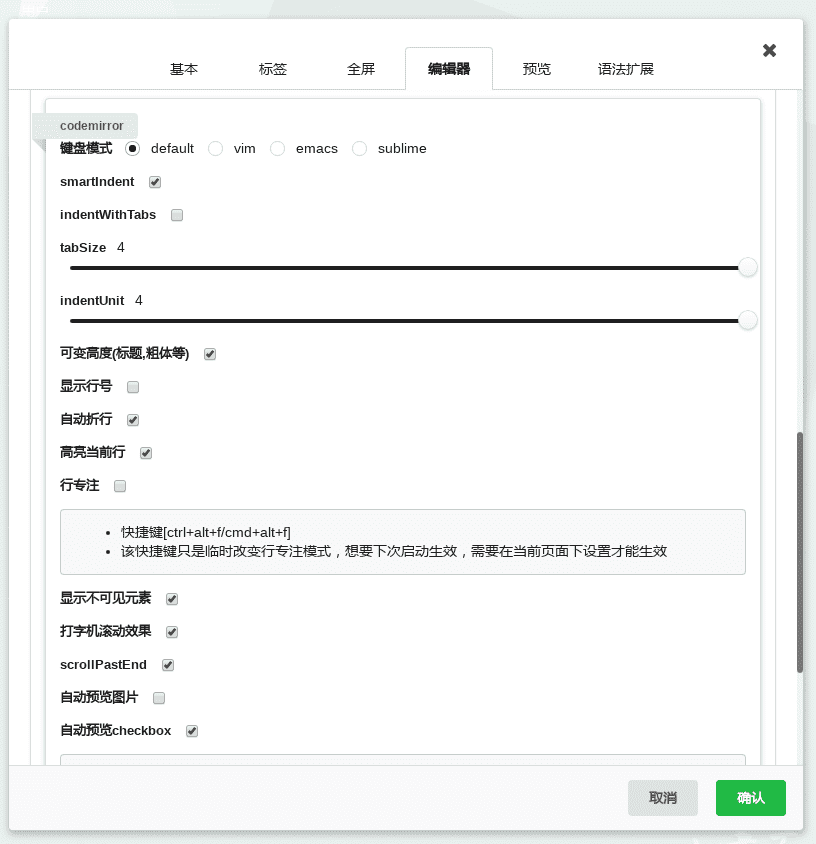 基本 标签 全屏 编辑器 预览 语法扩展
codemirror
键盘模式 default vim emacs sublime
smartIndent
indentWithTabs
tabSize 4
indentUnit 4
可变高度(标题,粗体等)
显示行号
自动折行
高亮当前行
行专注
快捷键[ctrl+alt+f/cmd+alt+f]
该快捷键只是临时改变行专注模式，想要下次启动生效，需要在当前页面下设置才能生效
显示不可见元素
打字机滚动效果
scrollPastEnd
自动预览图片
自动预览checkbox
取消 确认